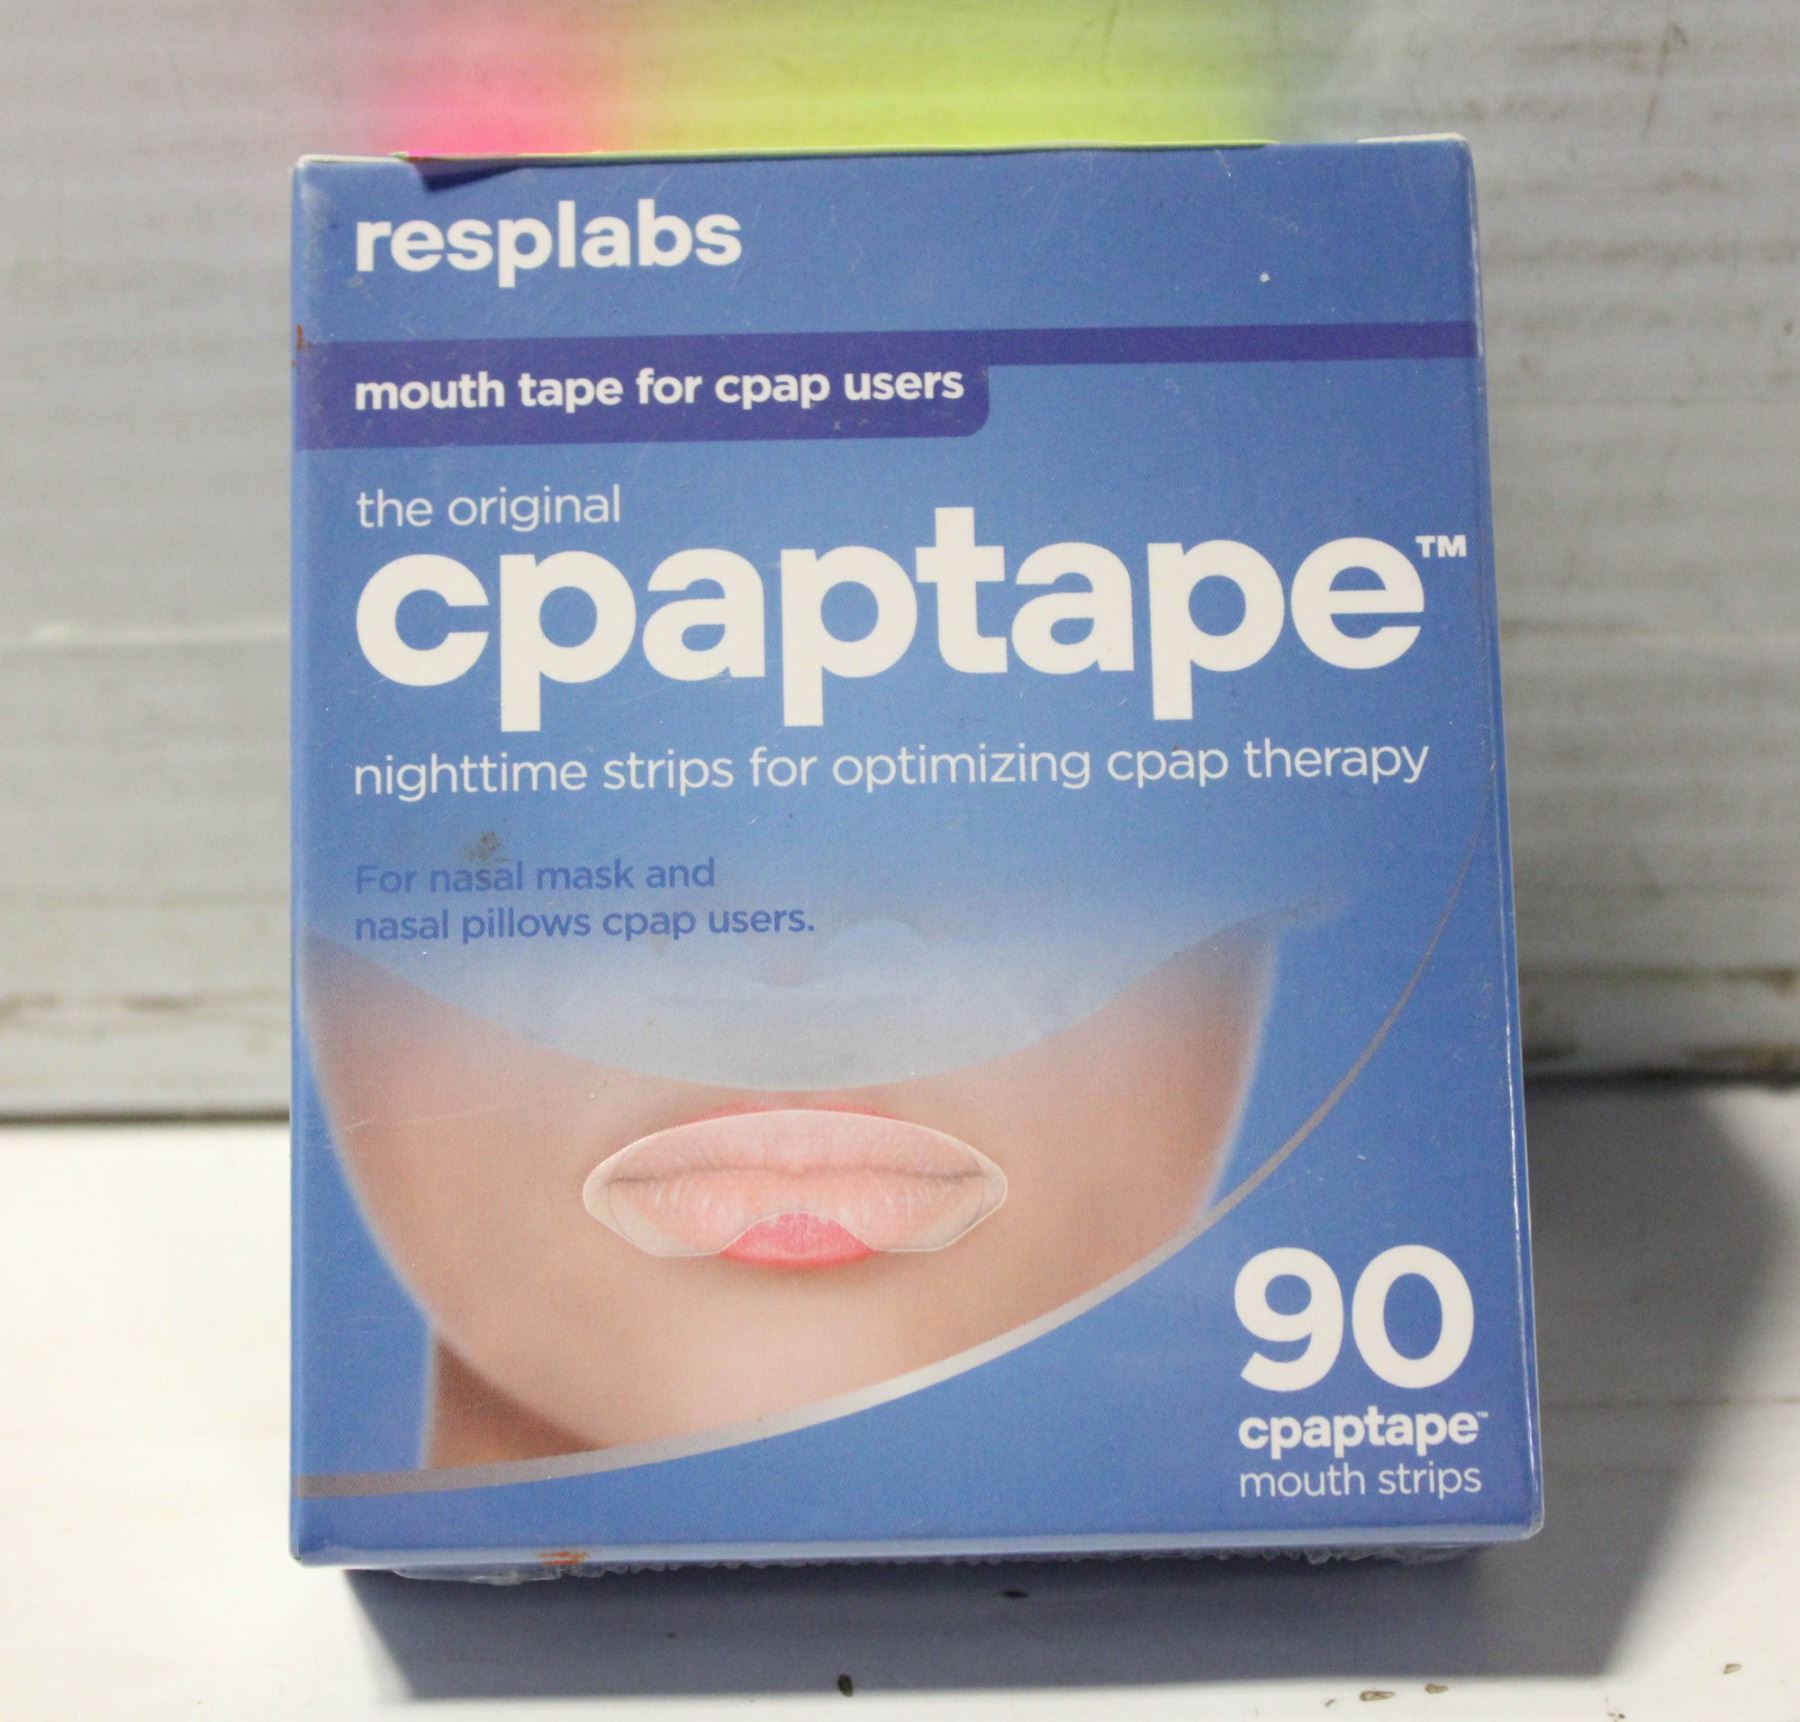 resplabs
mouth tape for cpap users
the original
cpaptape™
nighttime strips for optimizing cpap therapy
For nasal mask and
nasal pillows cpap users.
90
cpaptape™
mouth strips